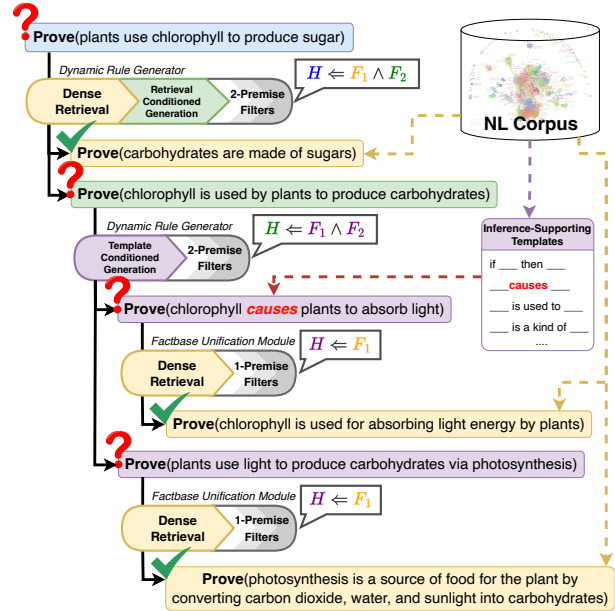 ?
Prove(plants use chlorophyll to produce sugar)
Dynamic Rule Generator
Dense
Retrieval
Retrieval
Conditioned
Generation
2-Premise
Filters
H ⇐ F₁ ∧ F₂
NL Corpus
Prove(carbohydrates are made of sugars)
?
Prove(chlorophyll is used by plants to produce carbohydrates)
Dynamic Rule Generator
Template
Conditioned
Generation
2-Premise
Filters
H ⇐ F₁ ∧ F₂
Inference-Supporting
Templates
if ___ then ___
___ causes ___
___ is used to ___
___ is a kind of ___
....
?
Prove(chlorophyll causes plants to absorb light)
Factbase Unification Module
Dense
Retrieval
1-Premise
Filters
H ⇐ F₁
Prove(chlorophyll is used for absorbing light energy by plants)
?
Prove(plants use light to produce carbohydrates via photosynthesis)
Factbase Unification Module
Dense
Retrieval
1-Premise
Filters
H ⇐ F₁
Prove(photosynthesis is a source of food for the plant by
converting carbon dioxide, water, and sunlight into carbohydrates)